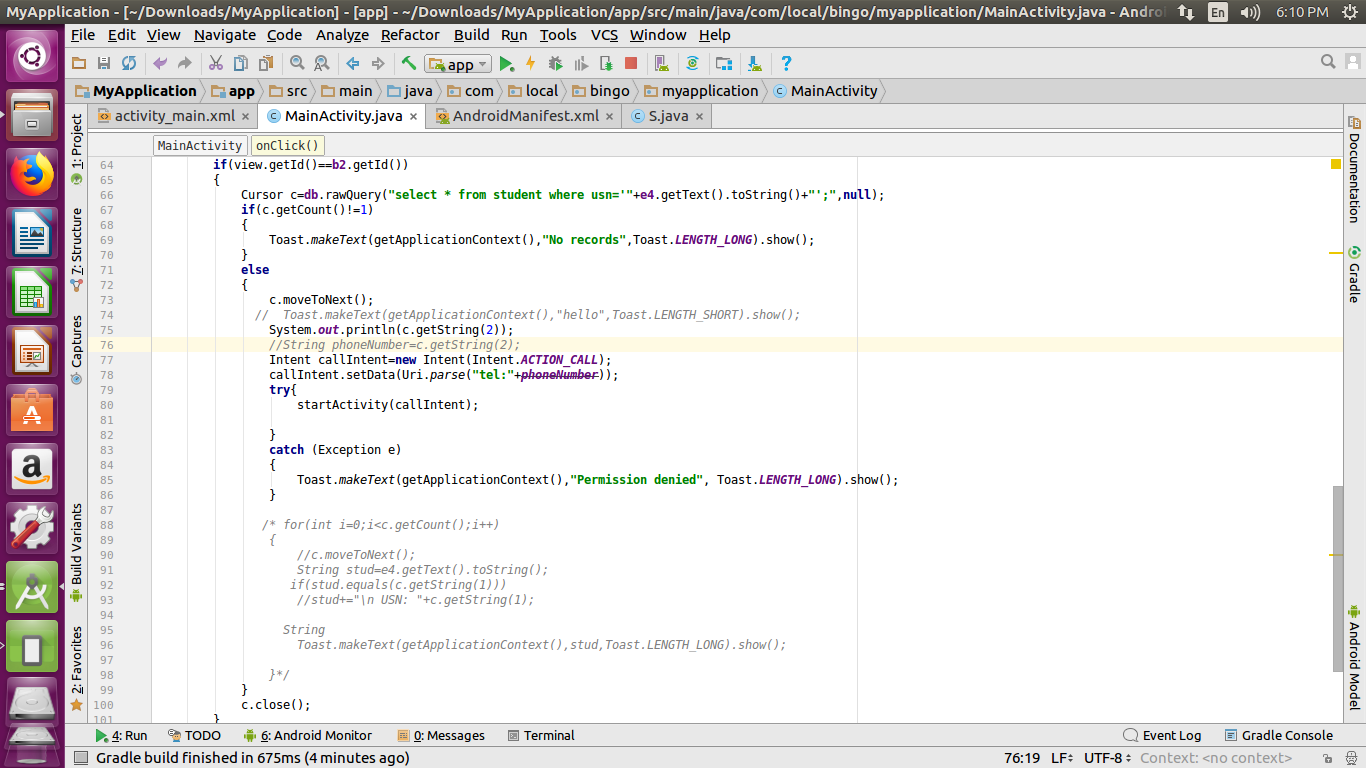 MyApplication - [~/Downloads/MyApplication] - [app] - ~/Downloads/MyApplication/app/src/main/java/com/local/bingo/myapplication/MainActivity.java - Andro
En
6:10 PM
File Edit View Navigate Code Analyze Refactor Build Run Tools VCS Window Help
app
MyApplication app src main java com local bingo myapplication MainActivity
activity_main.xml × MainActivity.java × AndroidManifest.xml × S.java ×
MainActivity onClick()
1: Project
7: Structure
Captures
Build Variants
2: Favorites
64 if(view.getId()==b2.getId())
65 {
66 Cursor c=db.rawQuery("select * from student where usn='"+e4.getText().toString()+"';",null);
67 if(c.getCount()!=1)
68 {
69 Toast.makeText(getApplicationContext(),"No records",Toast.LENGTH_LONG).show();
70 }
71 else
72 {
73 c.moveToNext();
74 // Toast.makeText(getApplicationContext(),"hello",Toast.LENGTH_SHORT).show();
75 System.out.println(c.getString(2));
76 //String phoneNumber=c.getString(2);
77 Intent callIntent=new Intent(Intent.ACTION_CALL);
78 callIntent.setData(Uri.parse("tel:"+phoneNumber));
79 try{
80 startActivity(callIntent);
81
82 }
83 catch (Exception e)
84 {
85 Toast.makeText(getApplicationContext(),"Permission denied", Toast.LENGTH_LONG).show();
86 }
87
88 /* for(int i=0;i<c.getCount();i++)
89 {
90 //c.moveToNext();
91 String stud=e4.getText().toString();
92 if(stud.equals(c.getString(1)))
93 //stud+="\n USN: "+c.getString(1);
94
95 String
96 Toast.makeText(getApplicationContext(),stud,Toast.LENGTH_LONG).show();
97
98 }*/
99 }
100 c.close();
101 }
Documentation
Gradle
Android Model
4: Run TODO 6: Android Monitor 0: Messages Terminal Event Log Gradle Console
Gradle build finished in 675ms (4 minutes ago) 76:19 LF UTF-8 Context: <no context>